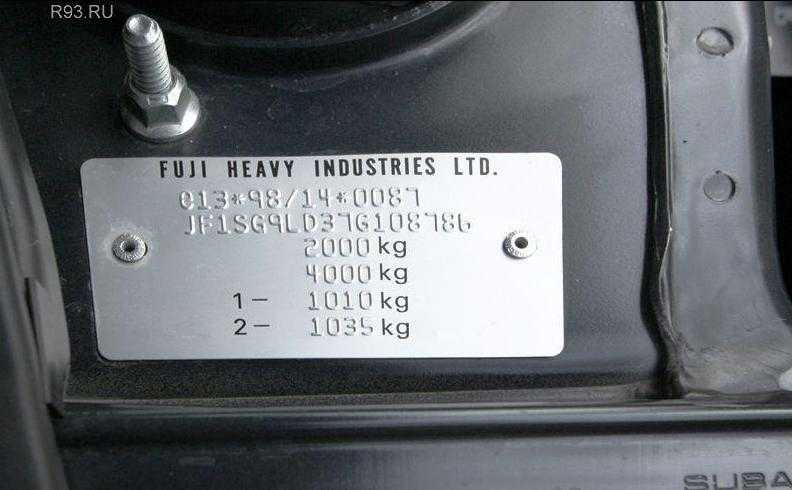 R93.RU
FUJI HEAVY INDUSTRIES LTD.
e13*98/14*0087
JF1SG9LD37G108786
2000 kg
4000 kg
1- 1010 kg
2- 1035 kg
SUBA